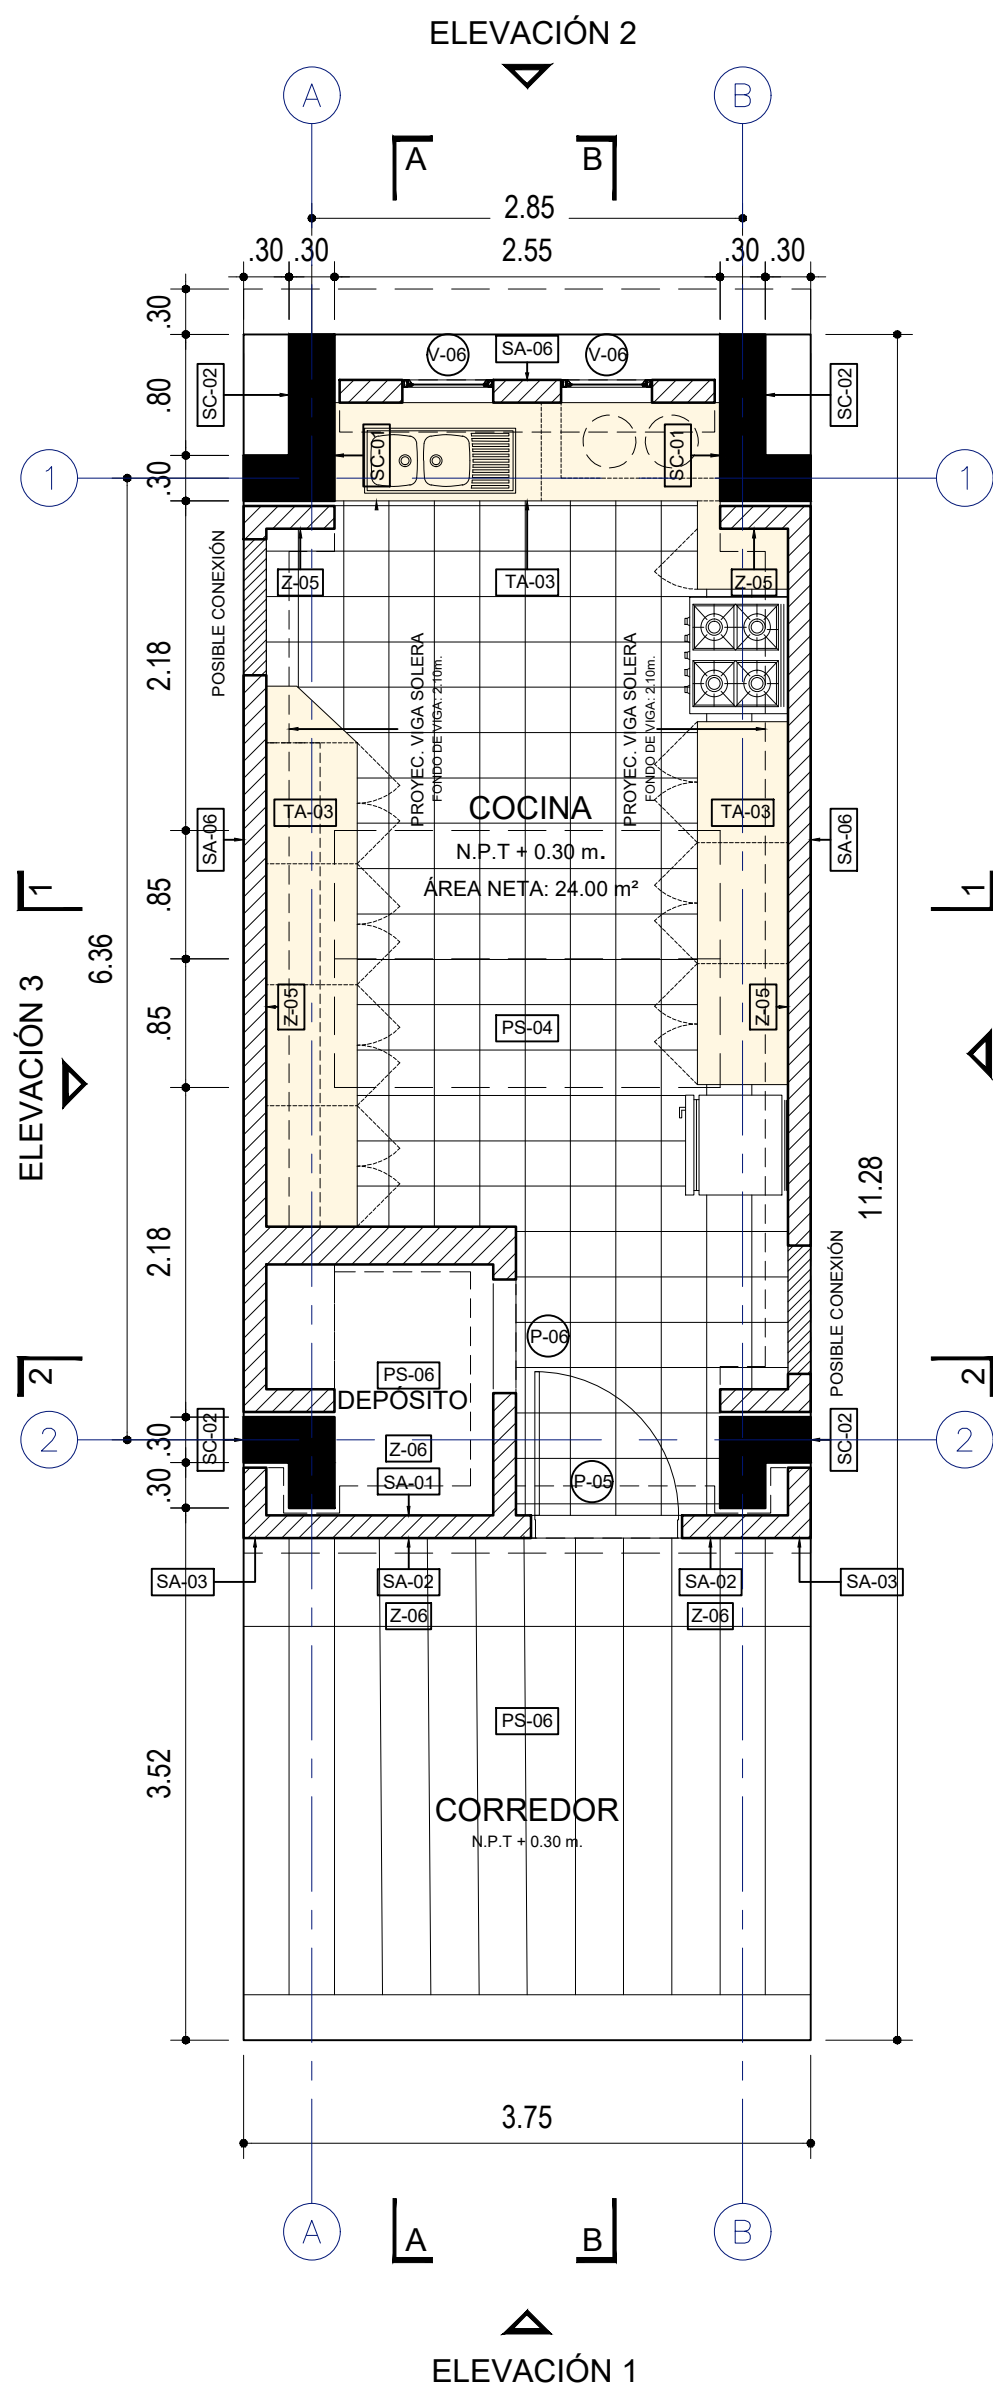 ELEVACIÓN 2
A
B
A
B
2.85
.30
.30
2.55
.30
.30
.30
V-06
SA-06
V-06
SC-02
SC-02
.80
SC-01
SC-01
1
.30
1
POSIBLE CONEXIÓN
Z-05
TA-03
Z-05
2.18
PROYEC. VIGA SOLERA
FONDO DE VIGA: 2.10m.
PROYEC. VIGA SOLERA
FONDO DE VIGA: 2.10m.
TA-03
COCINA
TA-03
SA-06
N.P.T + 0.30 m.
SA-06
1
.85
ÁREA NETA: 24.00 m²
1
6.36
ELEVACIÓN 3
.85
Z-05
PS-04
Z-05
11.28
2.18
POSIBLE CONEXIÓN
P-06
2
PS-06
2
DEPÓSITO
2
.30
SC-02
Z-06
SC-02
2
.30
SA-01
P-05
SA-03
SA-02
SA-02
SA-03
Z-06
Z-06
PS-06
3.52
CORREDOR
N.P.T + 0.30 m.
3.75
A
A
B
B
ELEVACIÓN 1